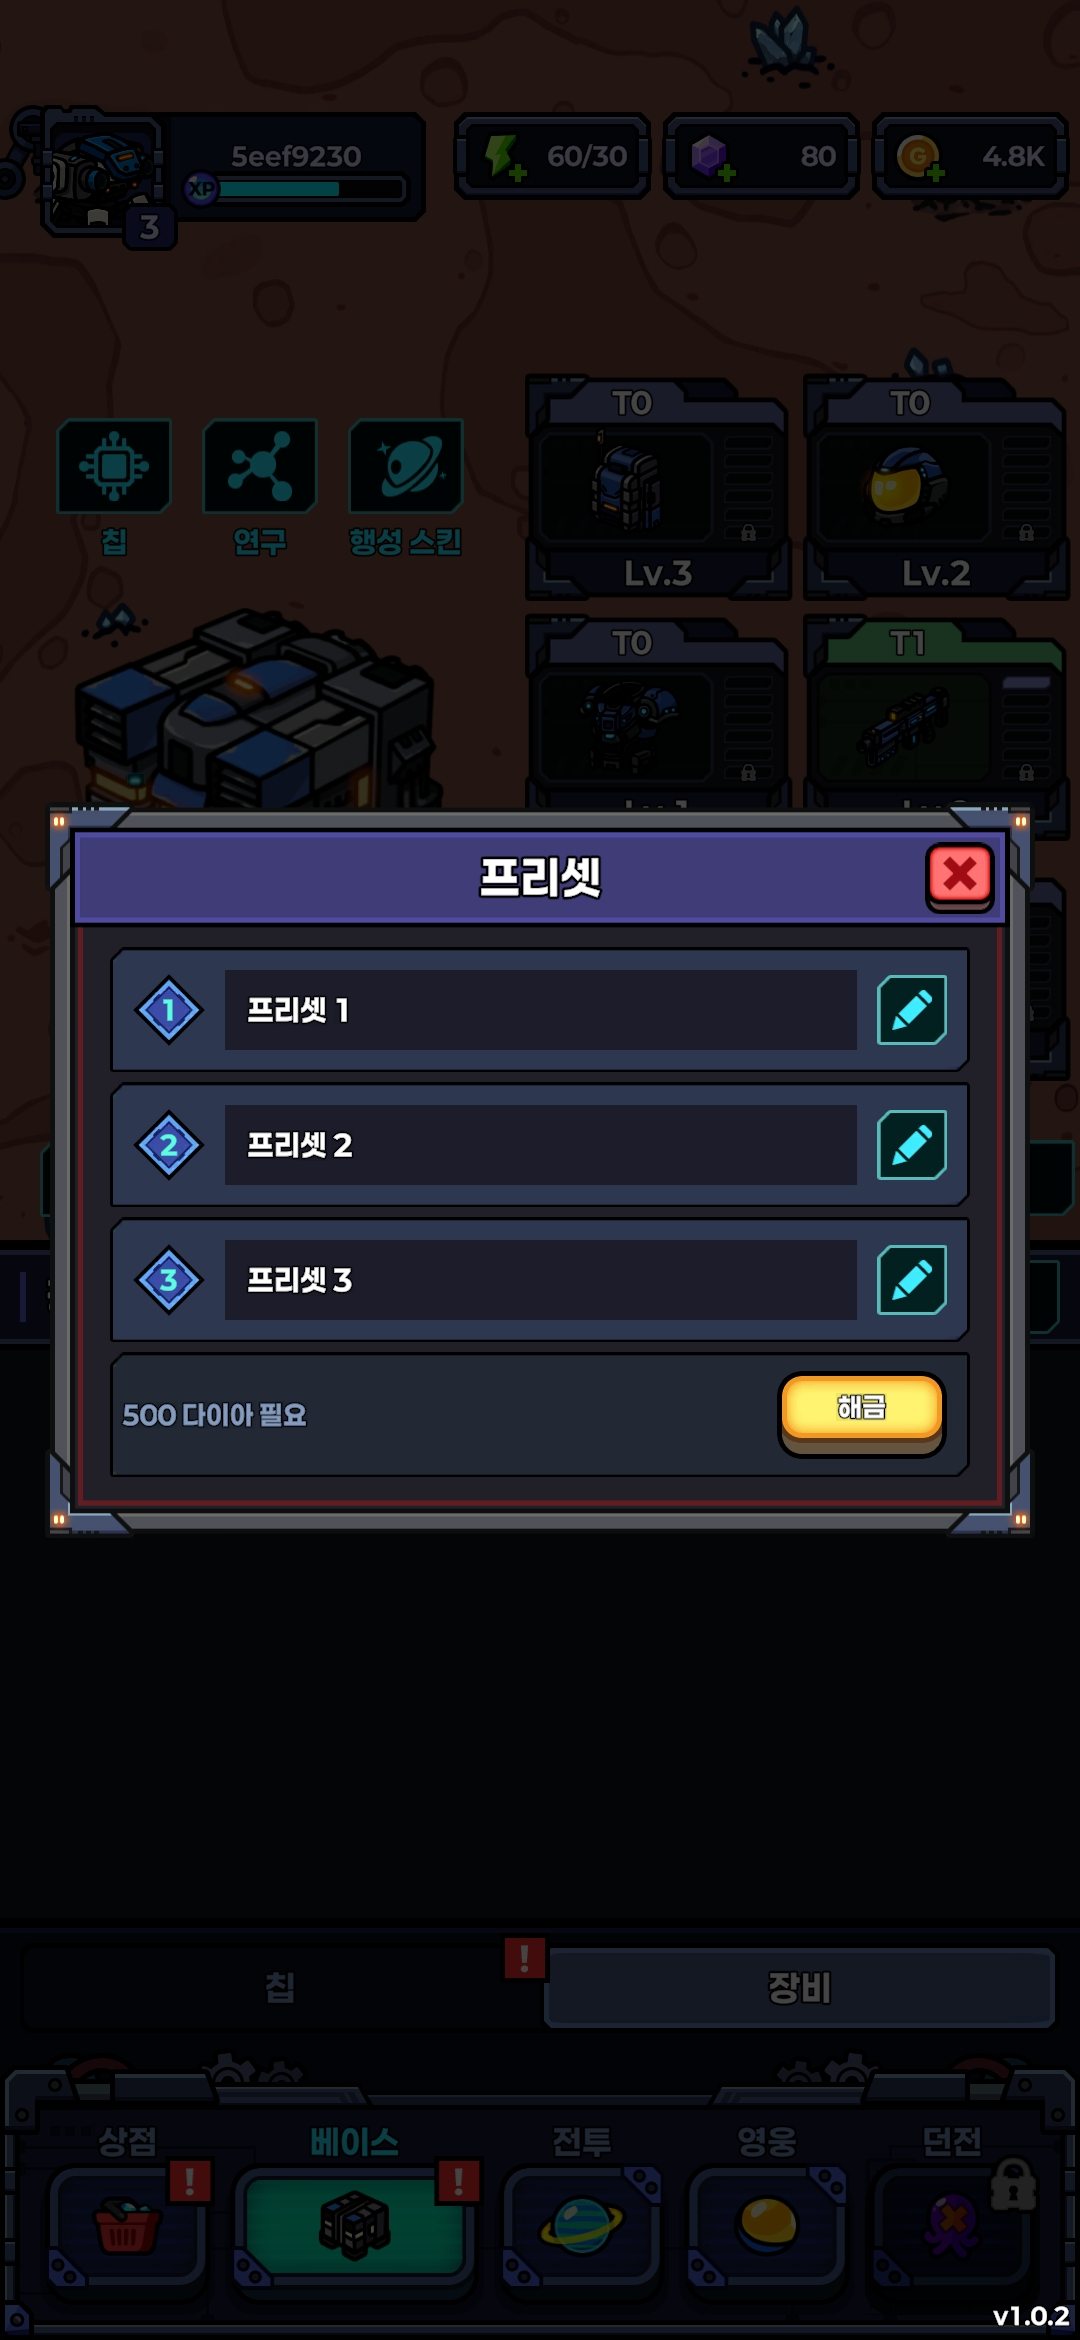 5eef9230
60/30
80
4.8K
XP
3
T0
T0
칩
연구
행성 스킨
Lv.3
Lv.2
T0
T1
프리셋
1
프리셋 1
2
프리셋 2
3
프리셋 3
500 다이아 필요
해금
칩
!
장비
상점
베이스
전투
영웅
던전
!
!
v1.0.2